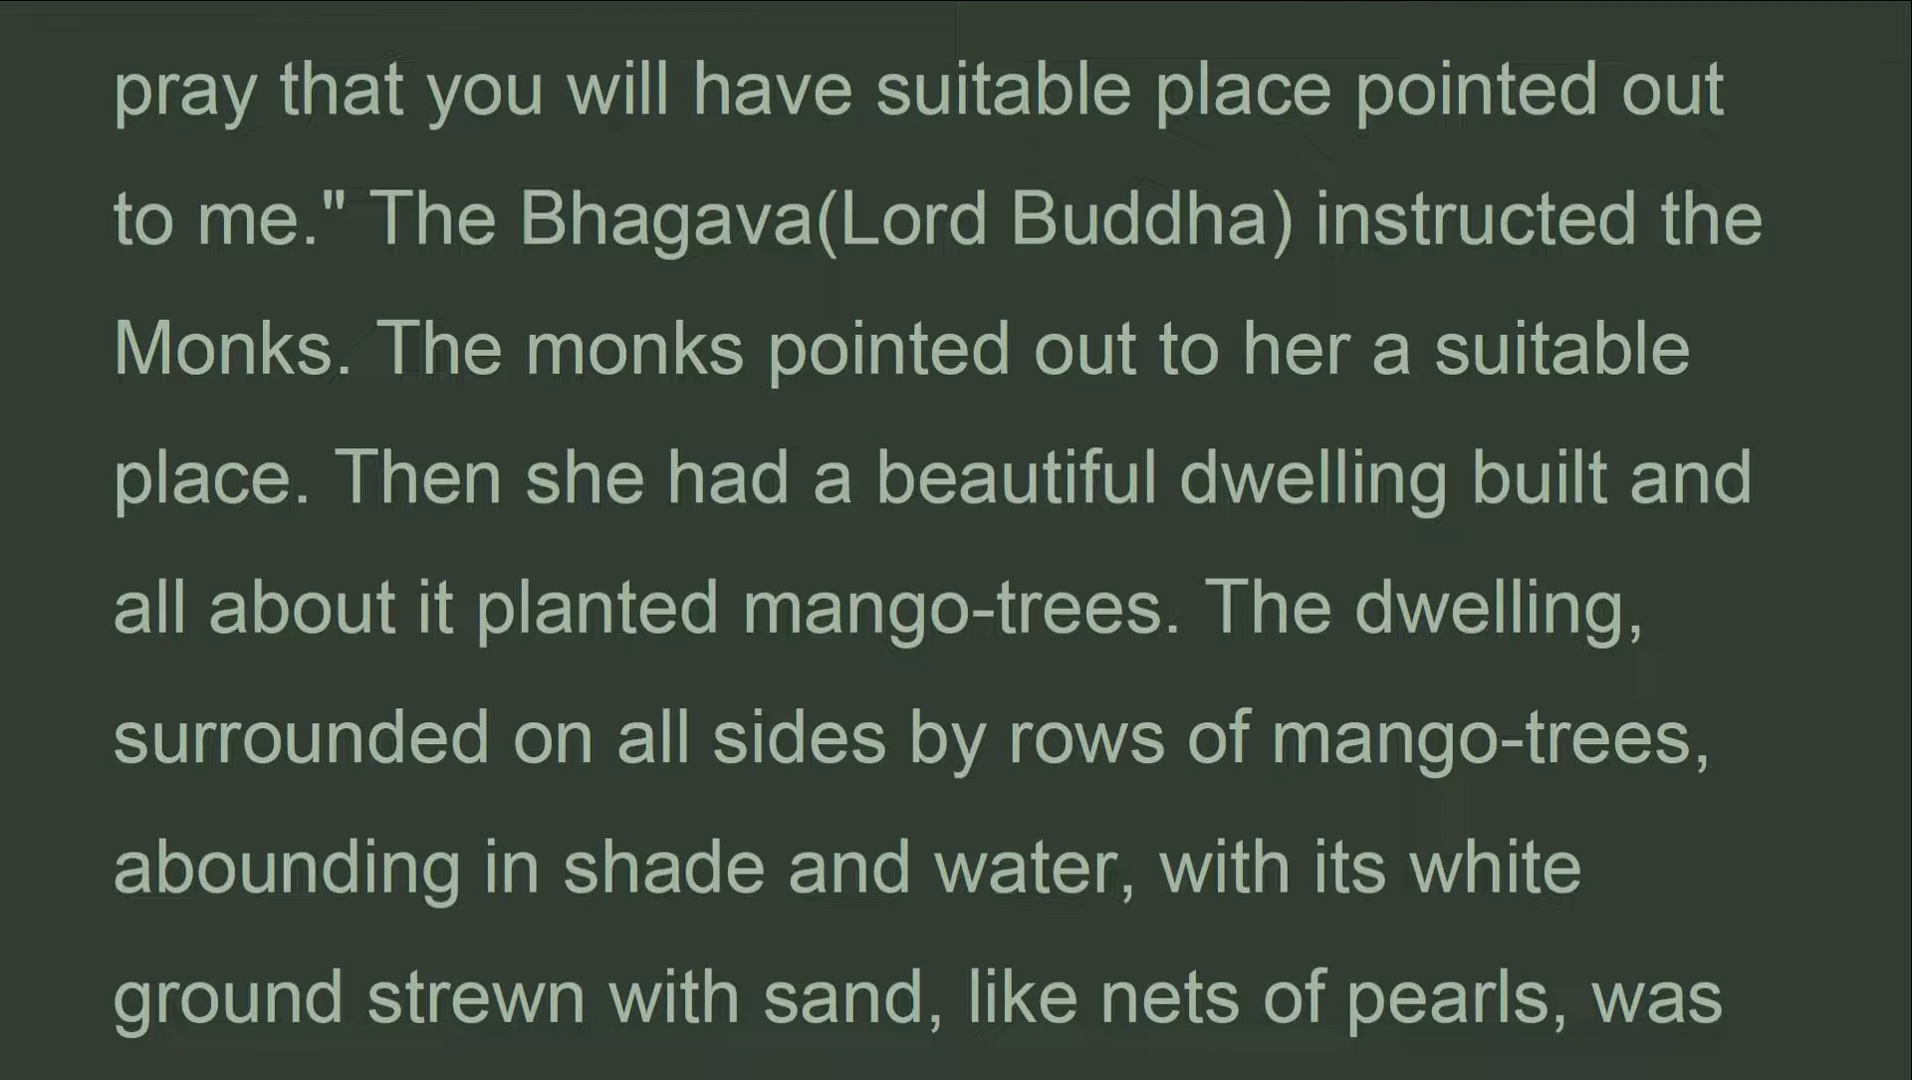 pray that you will have suitable place pointed out
to me." The Bhagava(Lord Buddha) instructed the
Monks. The monks pointed out to her a suitable
place. Then she had a beautiful dwelling built and
all about it planted mango-trees. The dwelling,
surrounded on all sides by rows of mango-trees,
abounding in shade and water, with its white
ground strewn with sand, like nets of pearls, was